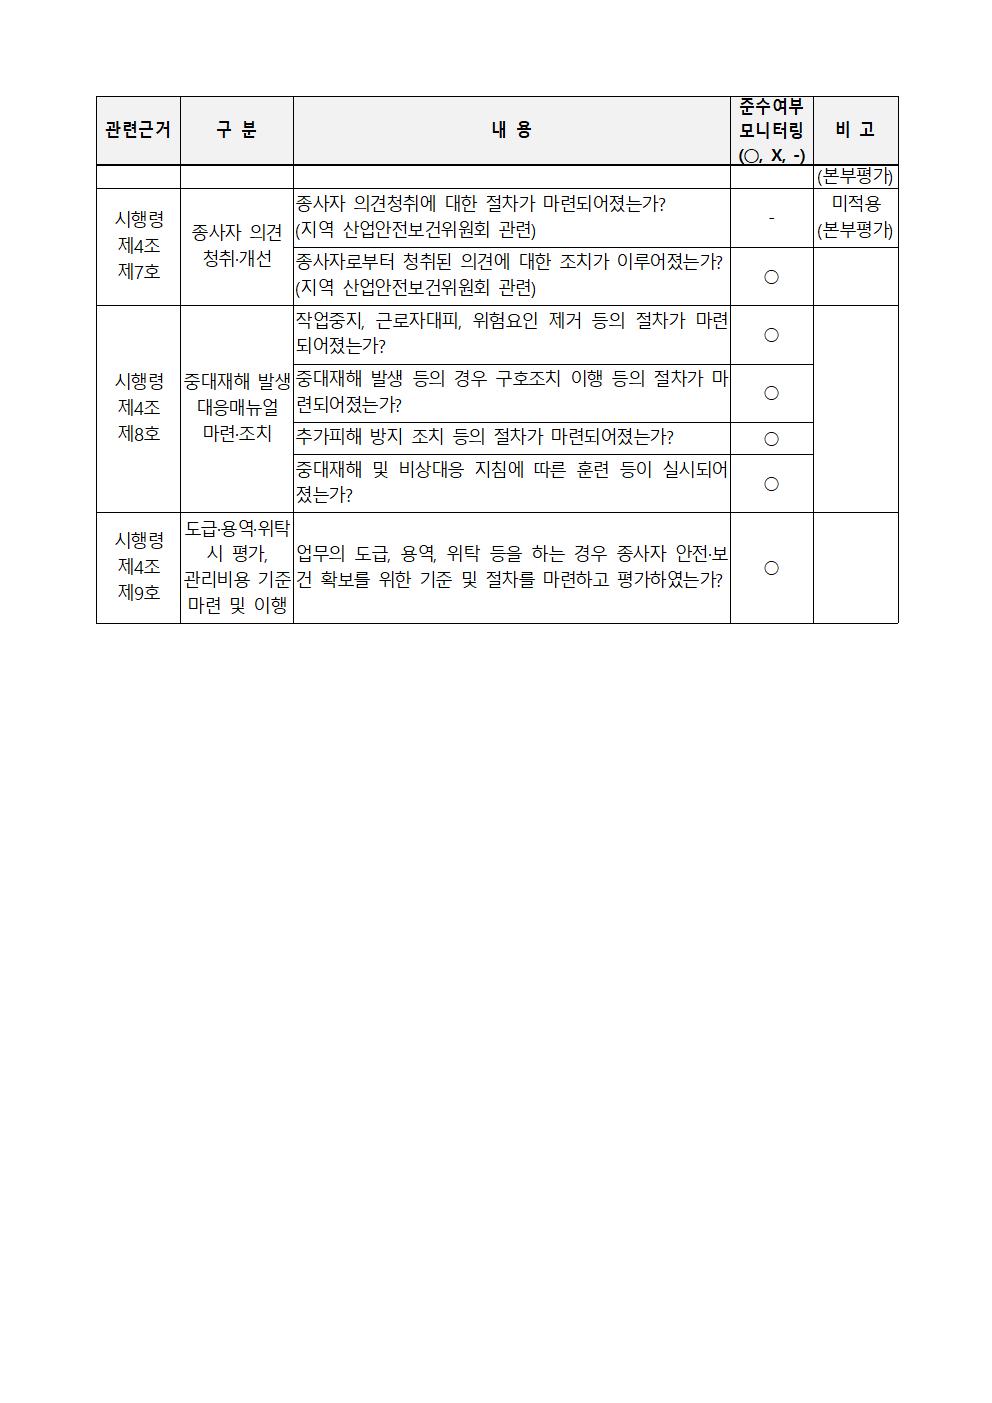 관련근거 구 분 내 용 준수여부 비 고
모니터링
(○, X, -)
(본부평가)
시행령
제4조
제7호
종사자 의견
청취·개선
종사자 의견청취에 대한 절차가 마련되어졌는가?
(지역 산업안전보건위원회 관련)
-
미적용
(본부평가)
종사자로부터 청취된 의견에 대한 조치가 이루어졌는가?
(지역 산업안전보건위원회 관련)
○
시행령
제4조
제8호
중대재해 발생
대응매뉴얼
마련·조치
작업중지, 근로자대피, 위험요인 제거 등의 절차가 마련
되어졌는가?
○
중대재해 발생 등의 경우 구호조치 이행 등의 절차가 마
련되어졌는가?
○
추가피해 방지 조치 등의 절차가 마련되어졌는가?
○
중대재해 및 비상대응 지침에 따른 훈련 등이 실시되어
졌는가?
○
시행령
제4조
제9호
도급·용역·위탁
시 평가,
관리비용 기준
마련 및 이행
업무의 도급, 용역, 위탁 등을 하는 경우 종사자 안전·보
건 확보를 위한 기준 및 절차를 마련하고 평가하였는가?
○